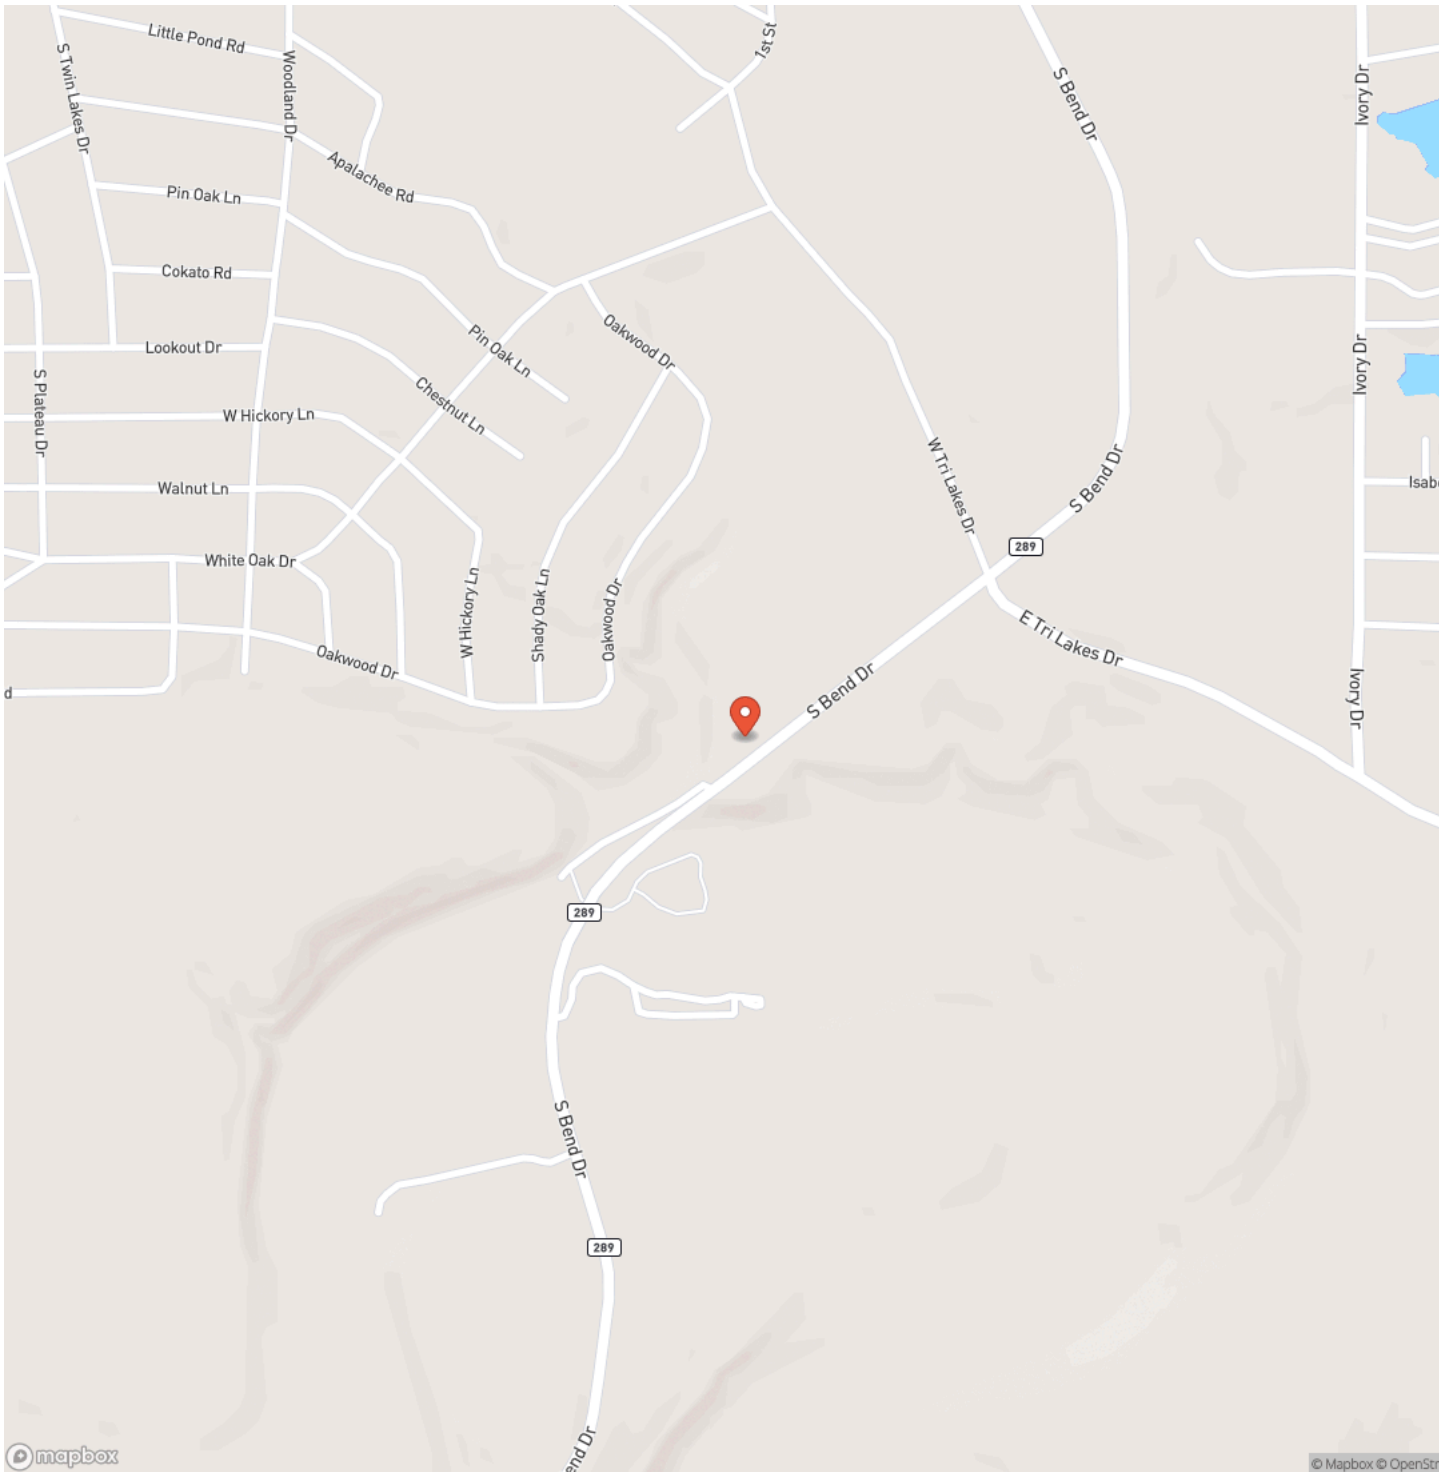 Little Pond Rd
1st St
S Twin Lakes Dr
Woodland Dr
S Bend Dr
Ivory Dr
Apalachee Rd
Pin Oak Ln
Cokato Rd
Oakwood Dr
Lookout Dr
Pin Oak Ln
Ivory Dr
S Plateau Dr
Chestnut Ln
W Hickory Ln
W Tri Lakes Dr
S Bend Dr
Walnut Ln
Isab
289
White Oak Dr
W Hickory Ln
Shady Oak Ln
Oakwood Dr
E Tri Lakes Dr
Oakwood Dr
d
S Bend Dr
Ivory Dr
289
S Bend Dr
289
end Dr
mapbox
© Mapbox © OpenStr